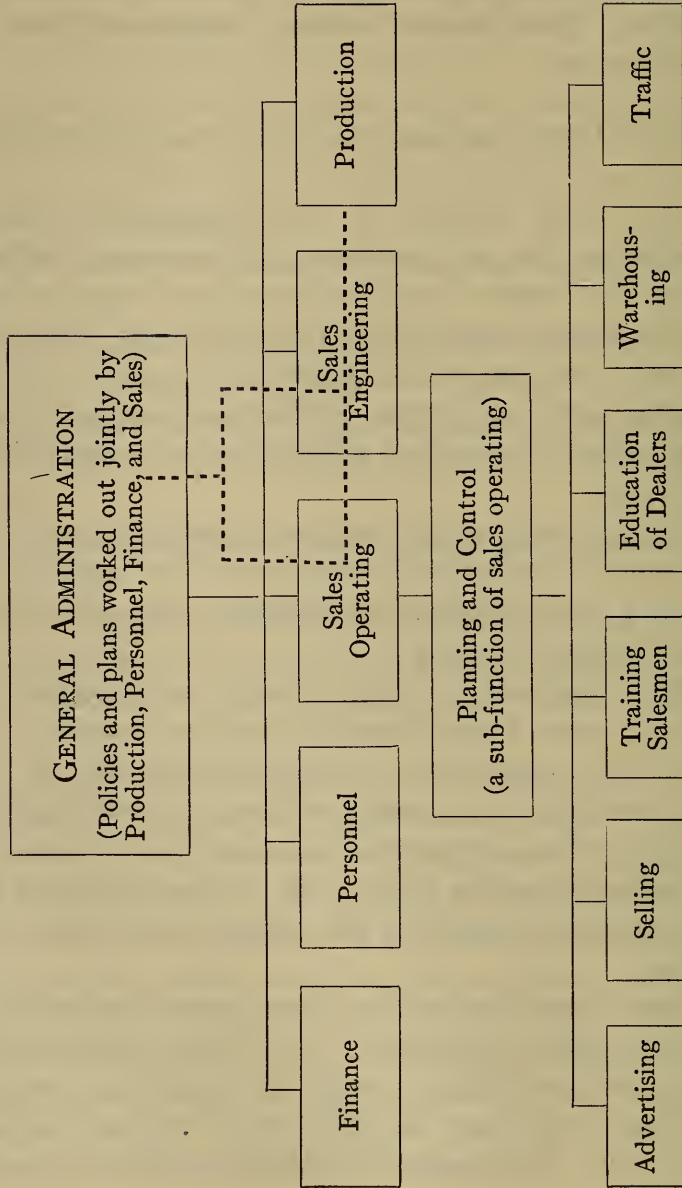 GENERAL ADMINISTRATION
(Policies and plans worked out jointly by
Production, Personnel, Finance, and Sales)
Finance
Personnel
Sales
Operating
Sales
Engineering
Production
Planning and Control
(a sub-function of sales operating)
Advertising
Selling
Training
Salesmen
Education
of Dealers
Warehous-
ing
Traffic